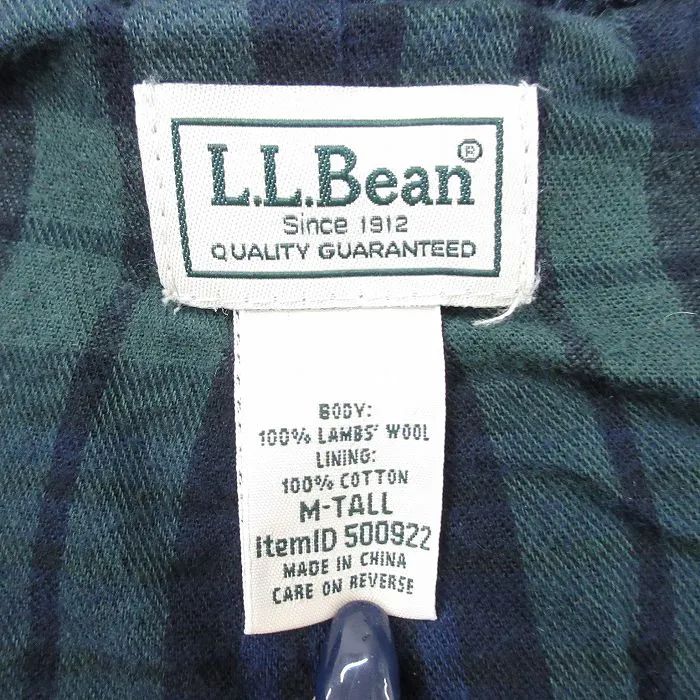 L.L.Bean®
Since 1912
QUALITY GUARANTEED
BODY:
100% LAMBS' WOOL
LINING:
100% COTTON
M-TALL
ItemID 500922
MADE IN CHINA
CARE ON REVERSE